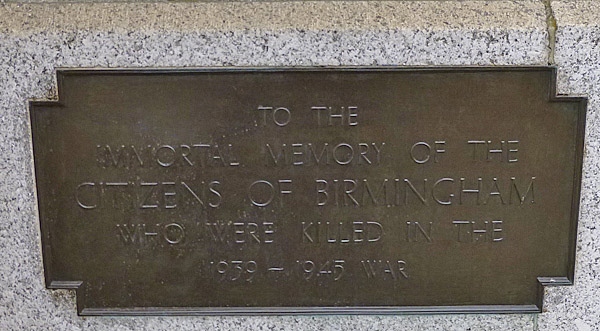 TO THE
IMMORTAL MEMORY OF THE
CITIZENS OF BIRMINGHAM
WHO WERE KILLED IN THE
1939 – 1945 WAR